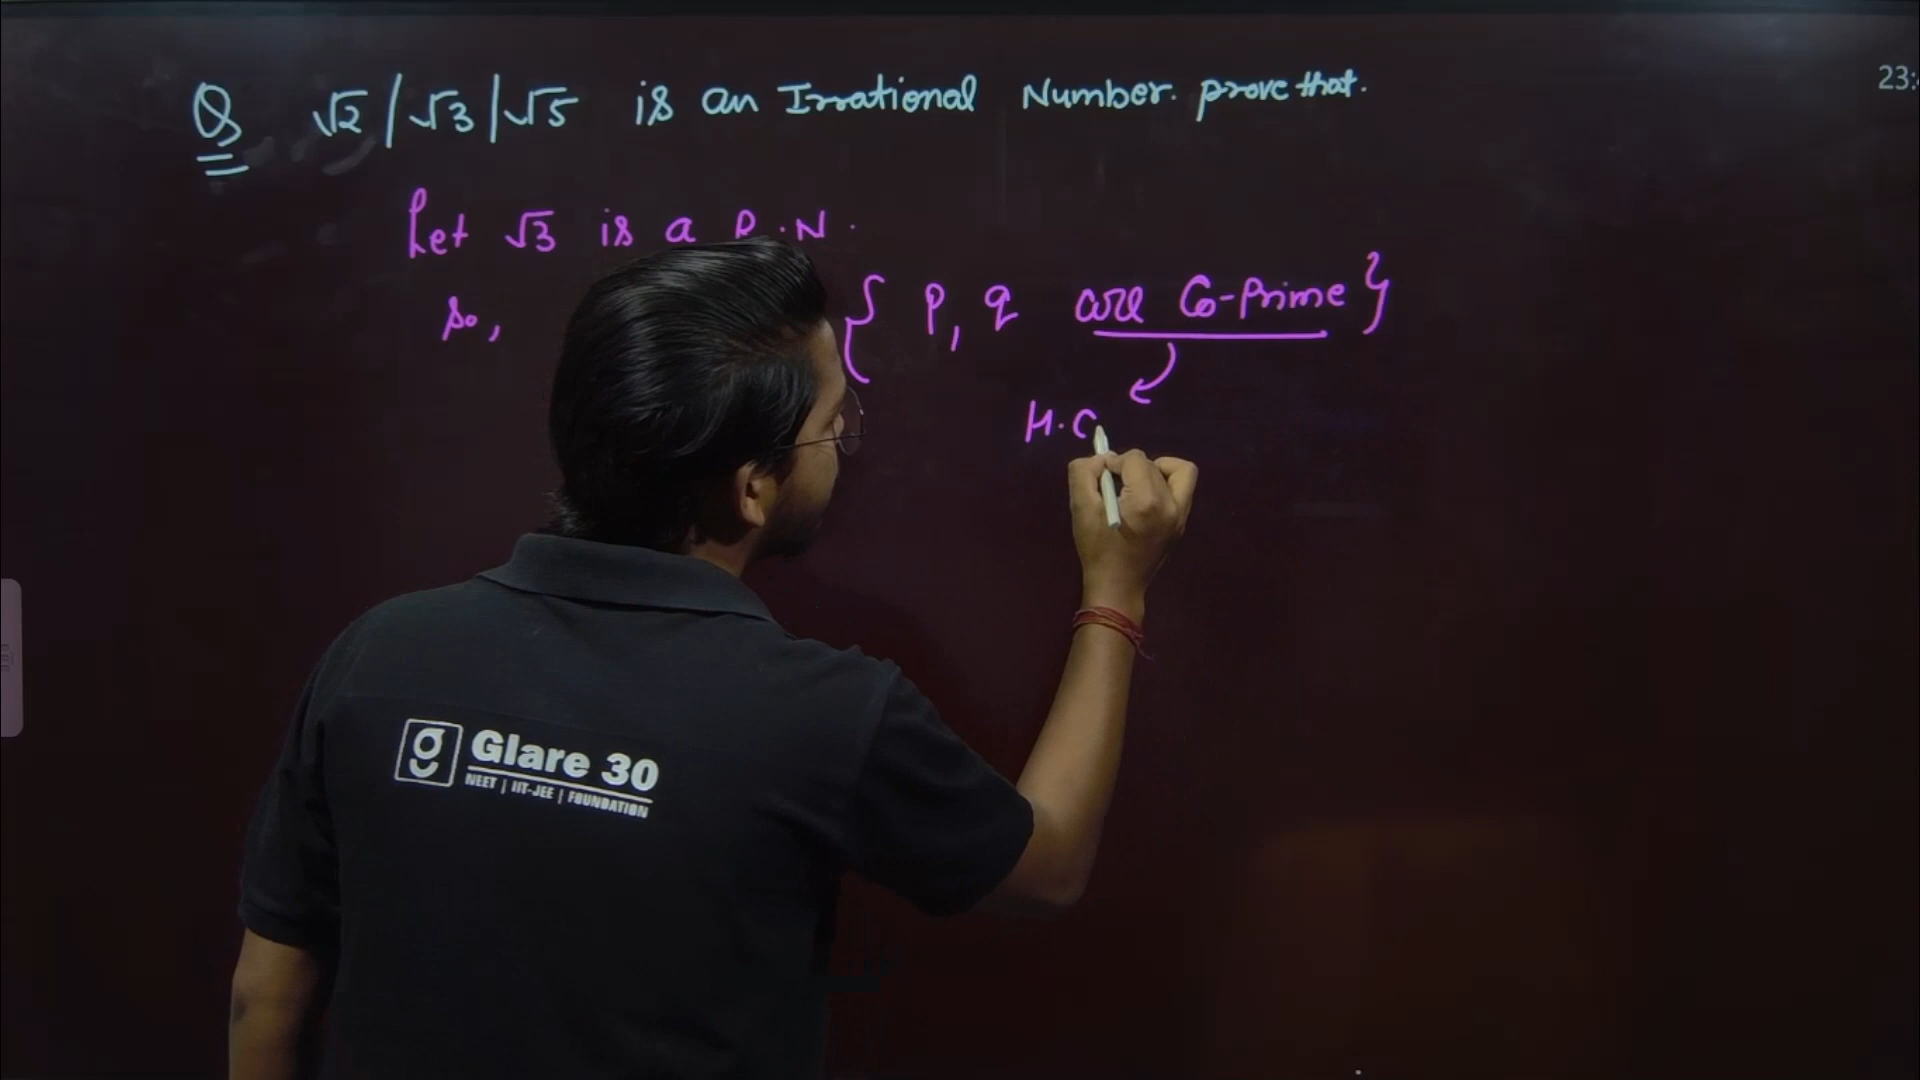 Q √2/√3/√5 is an Irrational Number. prove that.
23:
Let √3 is a R.N.
so, { p, q are Co-Prime}
H.C
g Glare 30
NEET | IIT-JEE | FOUNDATION